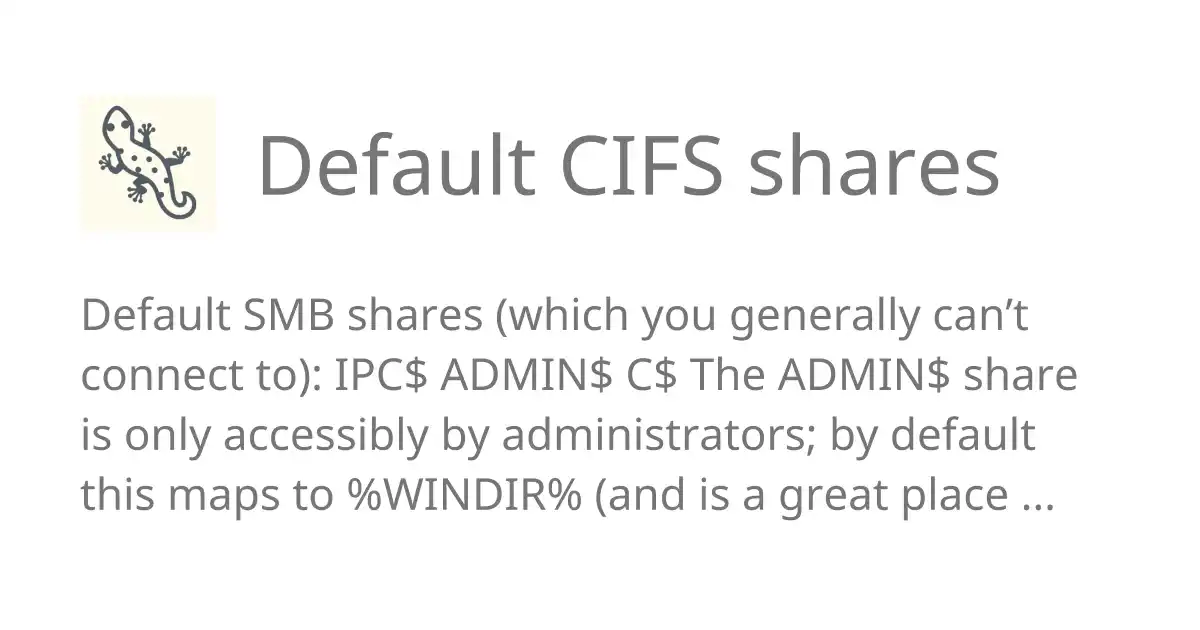 Default CIFS shares
Default SMB shares (which you generally can’t
connect to): IPC$ ADMIN$ C$ The ADMIN$ share
is only accessibly by administrators; by default
this maps to %WINDIR% (and is a great place ...